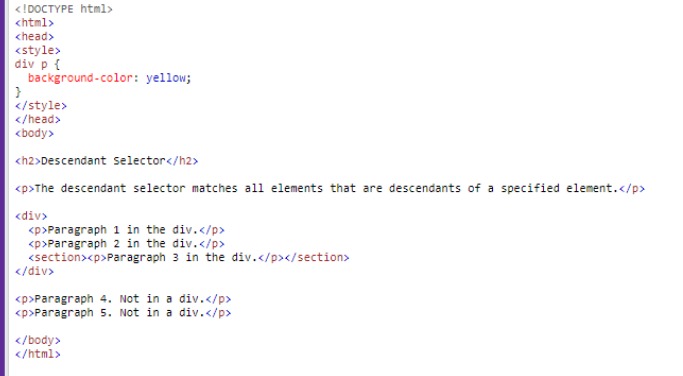 <!DOCTYPE html>
<html>
<head>
<style>
div p {
  background-color: yellow;
}
</style>
</head>
<body>

<h2>Descendant Selector</h2>

<p>The descendant selector matches all elements that are descendants of a specified element.</p>

<div>
  <p>Paragraph 1 in the div.</p>
  <p>Paragraph 2 in the div.</p>
  <section><p>Paragraph 3 in the div.</p></section>
</div>

<p>Paragraph 4. Not in a div.</p>
<p>Paragraph 5. Not in a div.</p>

</body>
</html>